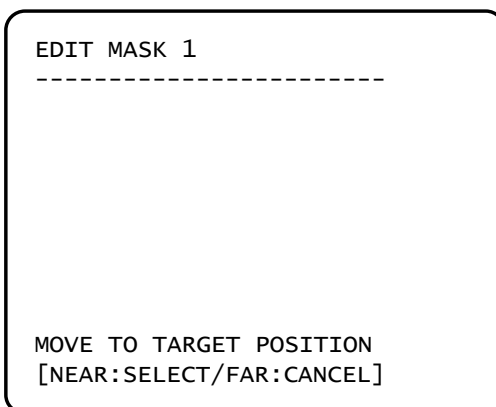 EDIT MASK 1
------------------------
MOVE TO TARGET POSITION
[NEAR:SELECT/FAR:CANCEL]